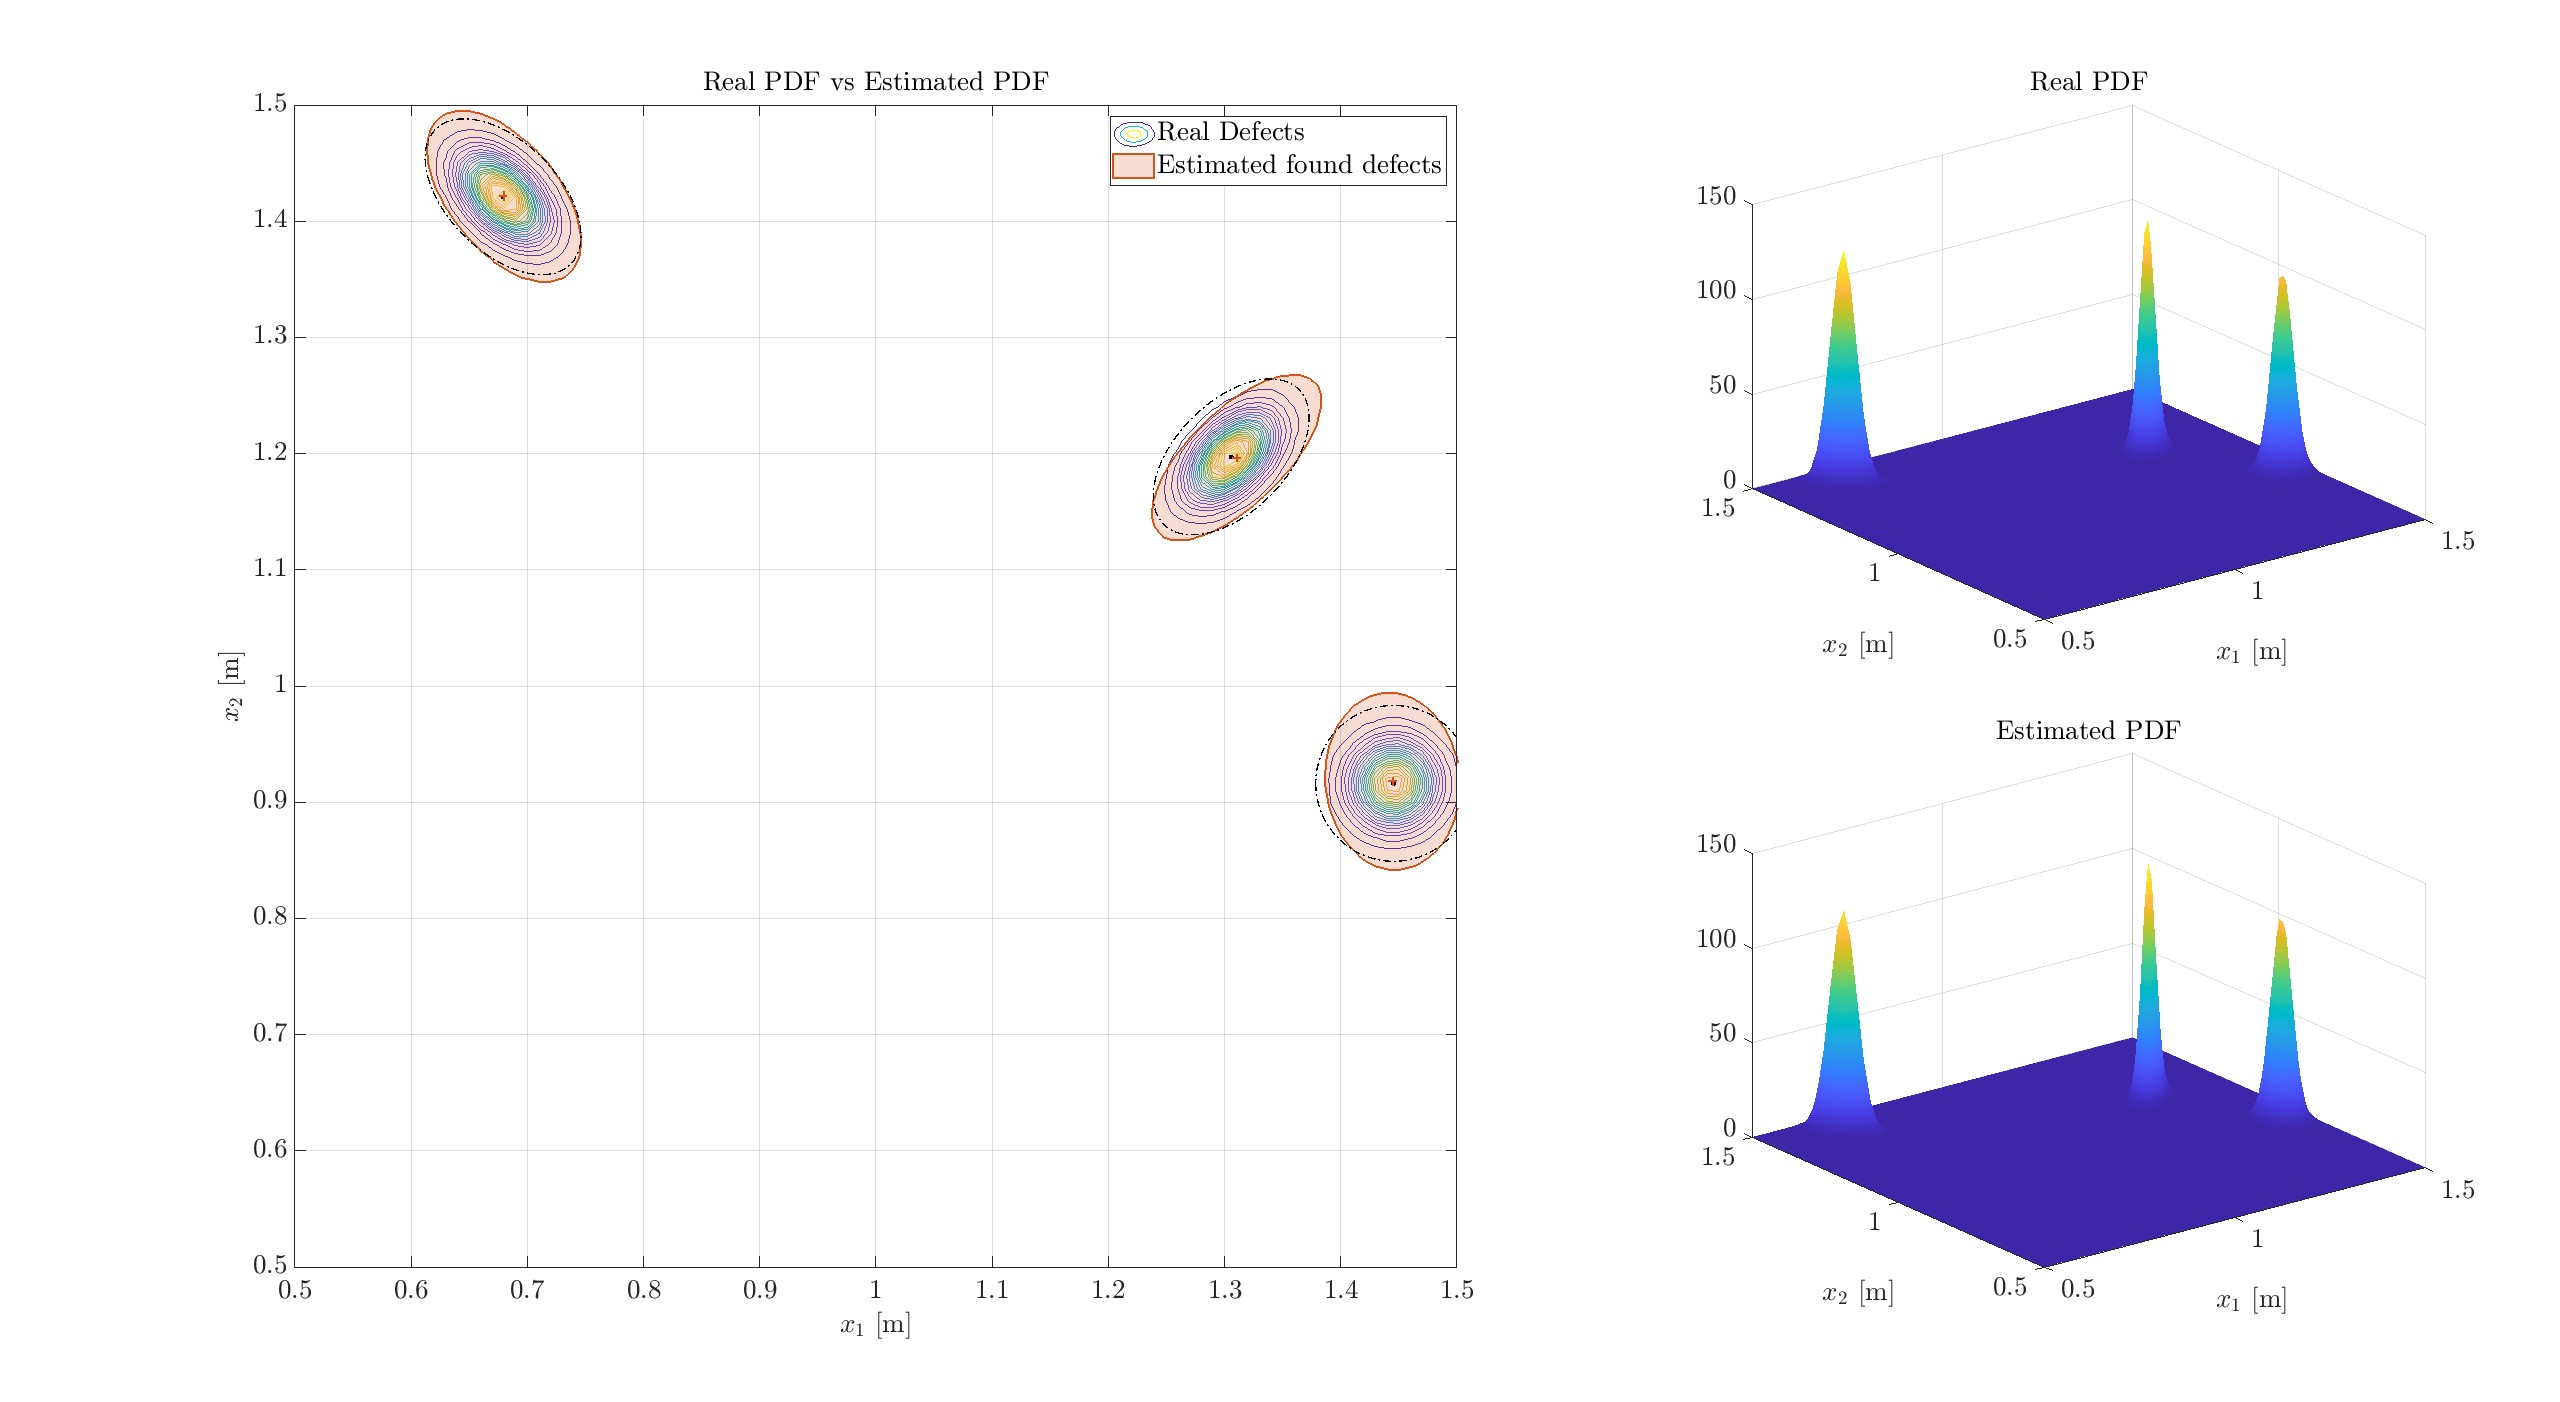 Real PDF vs Estimated PDF
1.5
1.4
1.3
1.2
1.1
1
0.9
0.8
0.7
0.6
0.5
x₂ [m]
Real Defects
Estimated found defects
0.5 0.6 0.7 0.8 0.9 1 1.1 1.2 1.3 1.4 1.5
x₁ [m]
Real PDF
150
100
50
0
1.5
1
0.5
x₂ [m]
0.5
1
1.5
x₁ [m]
Estimated PDF
150
100
50
0
1.5
1
0.5
x₂ [m]
0.5
1
1.5
x₁ [m]